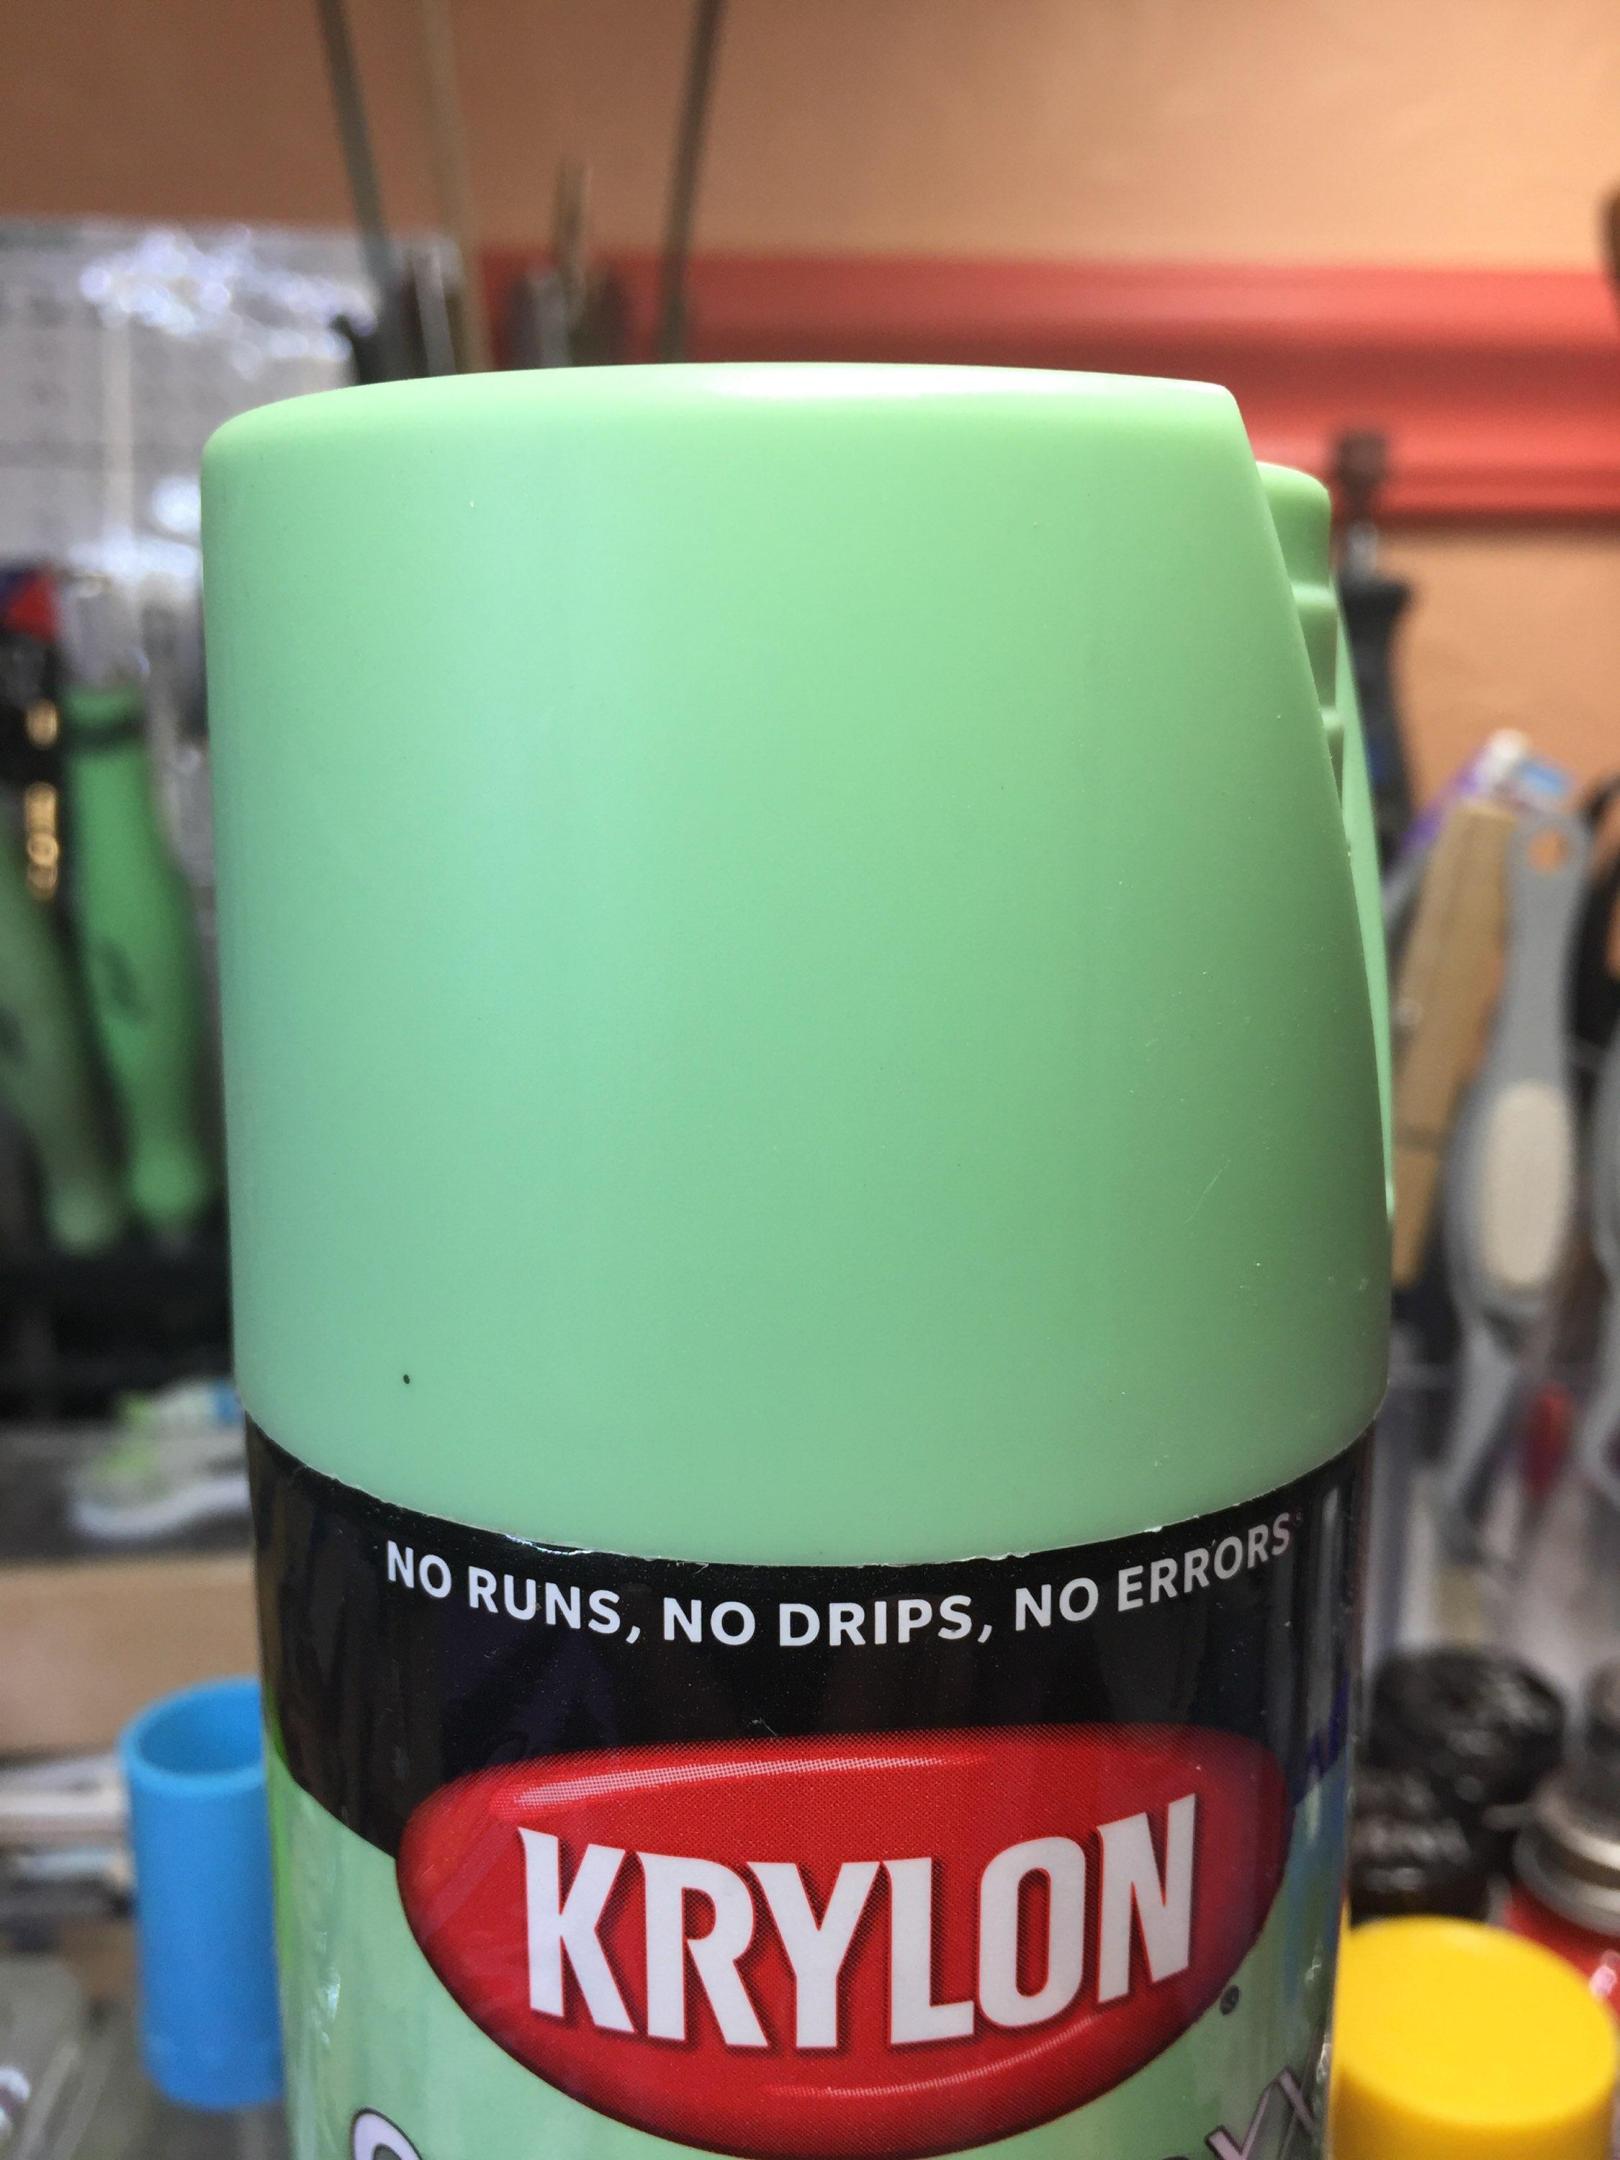 NO RUNS, NO DRIPS, NO ERRORS
KRYLON®